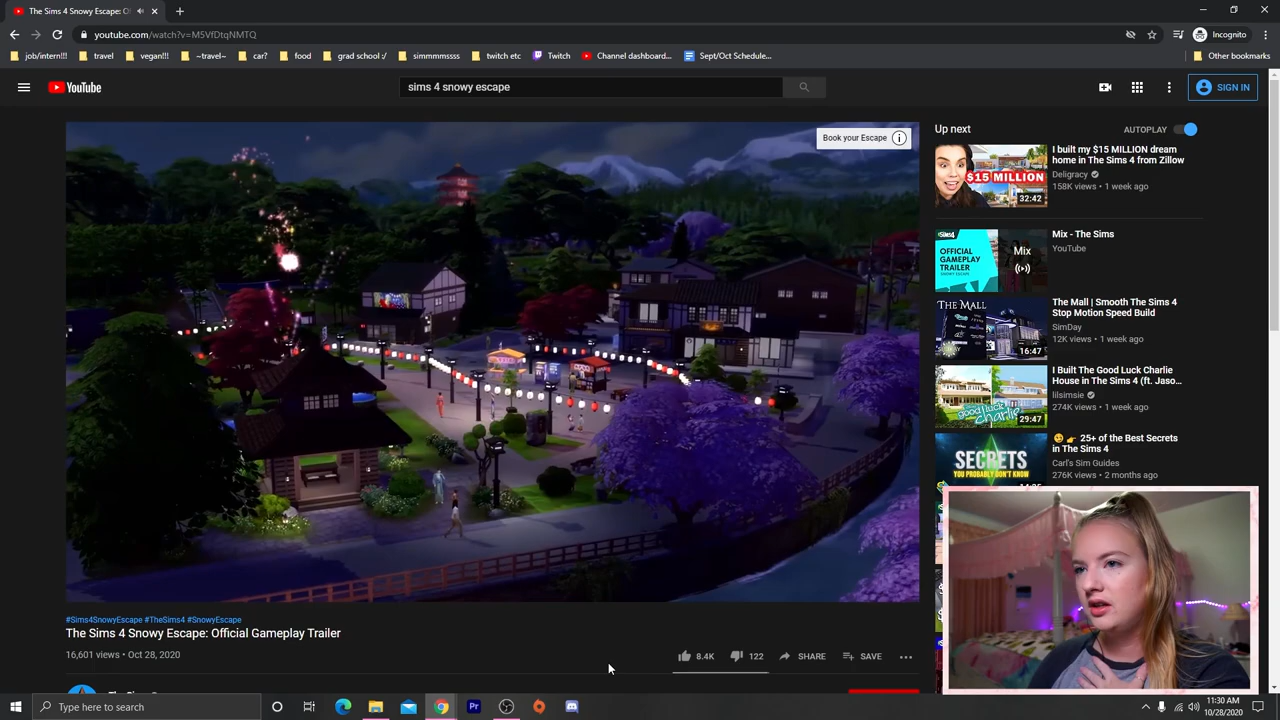 The Sims 4 Snowy Escape: O
youtube.com/watch?v=M5VfDtqNMTQ
Incognito
job/intern!!
travel
vegan!!!
~travel~
car?
food
grad school :/
simmmmssss
twitch etc
Twitch
Channel dashboard...
Sept/Oct Schedule...
Other bookmarks
YouTube
sims 4 snowy escape
SIGN IN
Book your Escape
Up next
AUTOPLAY
$15 MILLION
32:42
I built my $15 MILLION dream
home in The Sims 4 from Zillow
Deligracy
158K views • 1 week ago
OFFICIAL
GAMEPLAY
TRAILER
SNOWY ESCAPE
Mix
Mix - The Sims
YouTube
THE MALL
16:47
The Mall | Smooth The Sims 4
Stop Motion Speed Build
SimDay
12K views • 1 week ago
good luck
charlie
29:47
I Built The Good Luck Charlie
House in The Sims 4 (ft. Jaso...
lilsimsie
274K views • 1 week ago
SECRETS
YOU PROBABLY DON'T KNOW
25+ of the Best Secrets
in The Sims 4
Carl's Sim Guides
276K views • 2 months ago
#Sims4SnowyEscape #TheSims4 #SnowyEscape
The Sims 4 Snowy Escape: Official Gameplay Trailer
16,601 views • Oct 28, 2020
8.4K
122
SHARE
SAVE
Type here to search
11:30 AM
10/28/2020